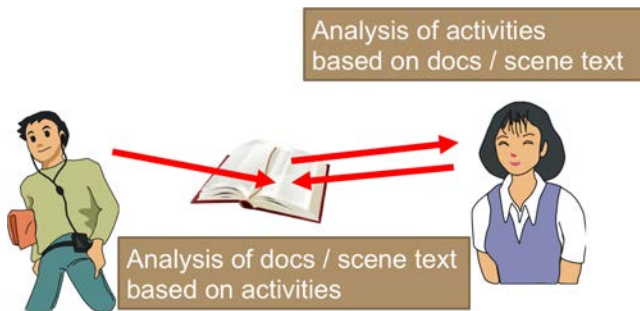 Analysis of activities
based on docs / scene text
Analysis of docs / scene text
based on activities